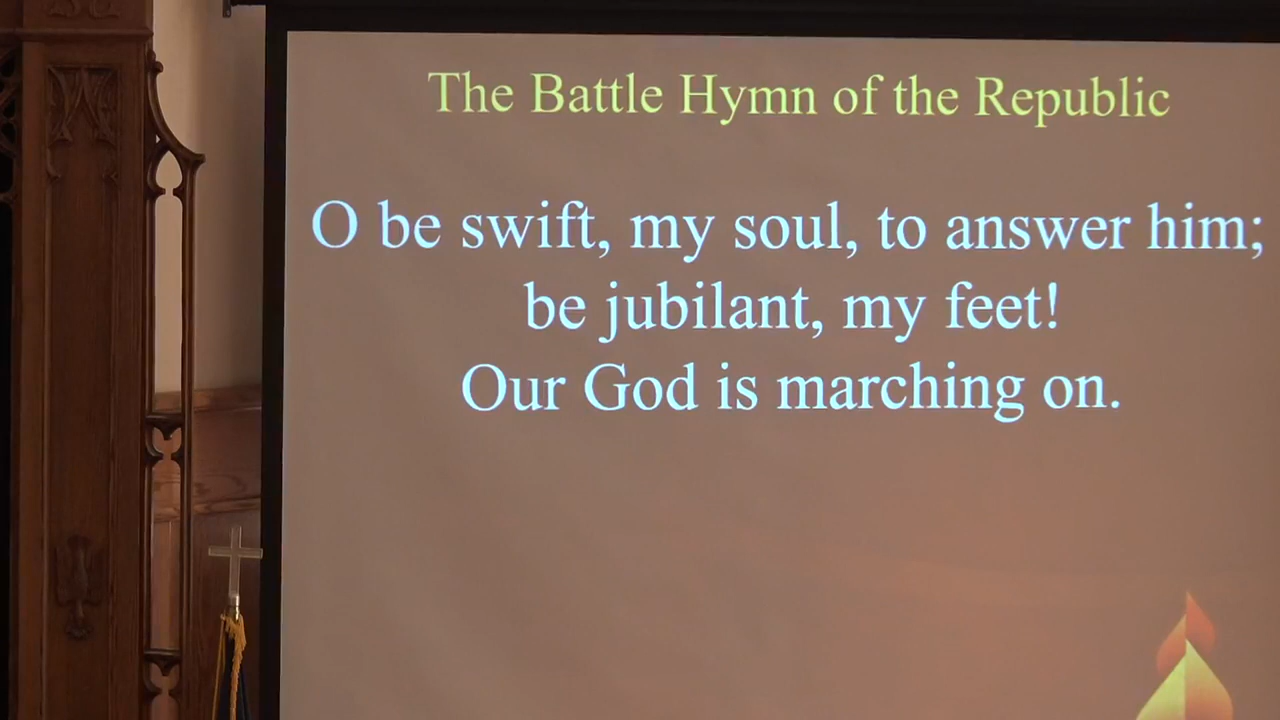 The Battle Hymn of the Republic
O be swift, my soul, to answer him;
be jubilant, my feet!
Our God is marching on.